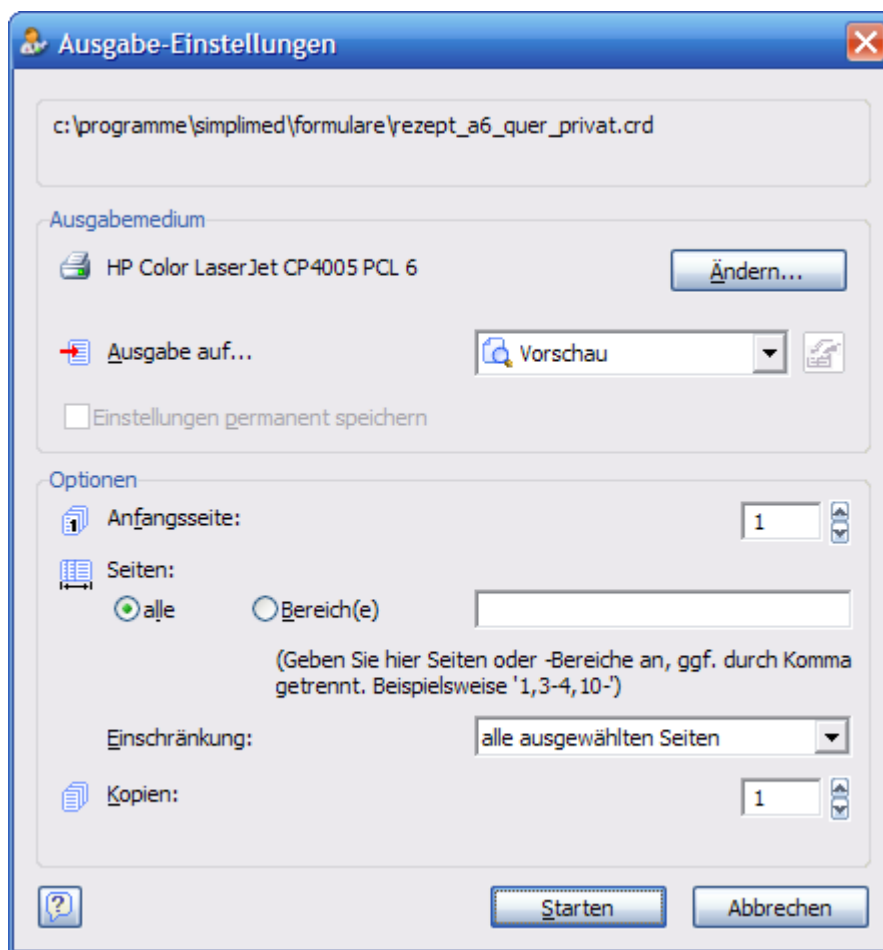 Ausgabe-Einstellungen
c:\programme\simplimed\formulare\rezept_a6_quer_privat.crd
Ausgabemedium
HP Color LaserJet CP4005 PCL 6
Ändern...
Ausgabe auf...
Vorschau
Einstellungen permanent speichern
Optionen
1
Anfangsseite:
1
Seiten:
alle
Bereich(e)
(Geben Sie hier Seiten oder -Bereiche an, ggf. durch Komma
getrennt. Beispielsweise '1,3-4,10-')
Einschränkung:
alle ausgewählten Seiten
Kopien:
1
?
Starten
Abbrechen